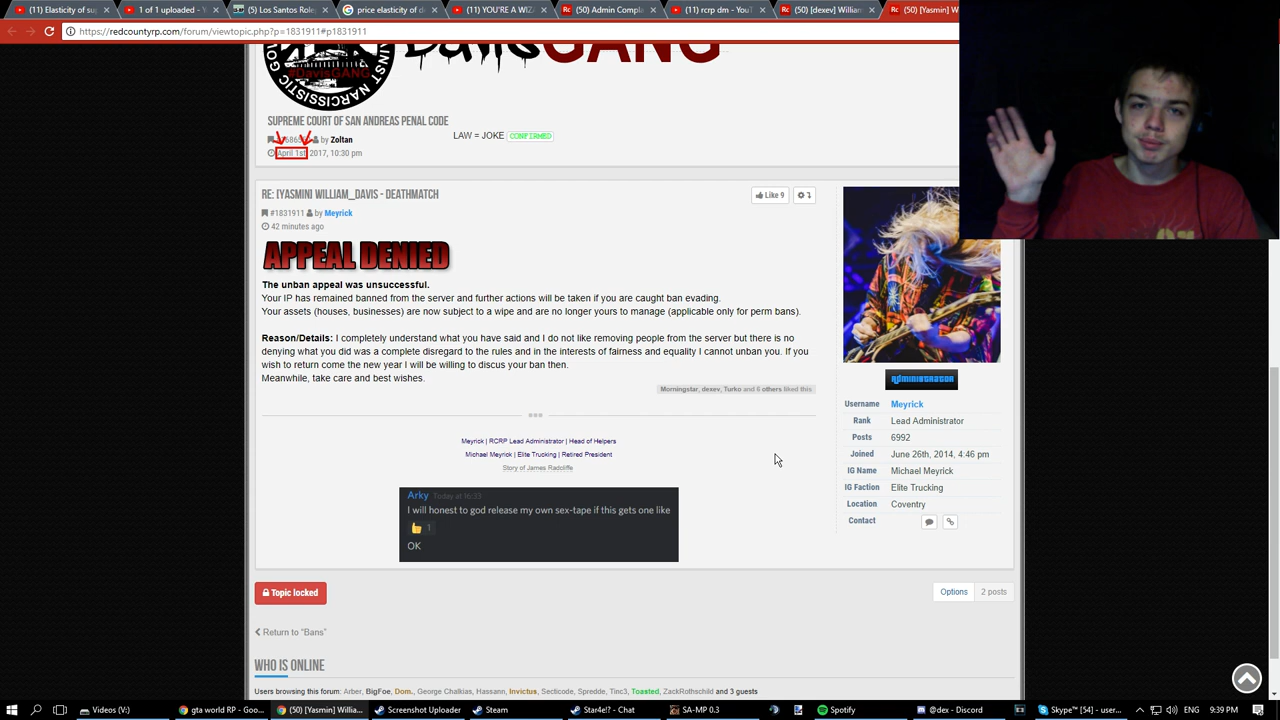 (11) Elasticity of sup
1 of 1 uploaded - Y
(5) Los Santos Roles
price elasticity of de
(11) YOU'RE A WIZA
(50) Admin Compla
(11) rcrp dm - YouT
(50) [dexev] William
(50) [Yasmin] Willi
https://redcountyrp.com/forum/viewtopic.php?p=1831911#p1831911
DavisGANG
#DavisGANG
SUPREME COURT OF SAN ANDREAS PENAL CODE
by Zoltan
LAW = JOKE CONFIRMED
April 1st, 2017, 10:30 pm
RE: [YASMIN] WILLIAM_DAVIS - DEATHMATCH
Like 9
#1831911 by Meyrick
42 minutes ago
APPEAL DENIED
The unban appeal was unsuccessful.
Your IP has remained banned from the server and further actions will be taken if you are caught ban evading.
Your assets (houses, businesses) are now subject to a wipe and are no longer yours to manage (applicable only for perm bans).
Reason/Details: I completely understand what you have said and I do not like removing people from the server but there is no
denying what you did was a complete disregard to the rules and in the interests of fairness and equality I cannot unban you. If you
wish to return come the new year I will be willing to discus your ban then.
Meanwhile, take care and best wishes.
Morningstar, dexev, Turko and 6 others liked this
Administrator
Username Meyrick
Rank Lead Administrator
Posts 6992
Joined June 26th, 2014, 4:46 pm
IG Name Michael Meyrick
IG Faction Elite Trucking
Location Coventry
Contact
Meyrick | RCRP Lead Administrator | Head of Helpers
Michael Meyrick | Elite Trucking | Retired President
Story of James Radcliffe
Arky Today at 16:33
I will honest to god release my own sex-tape if this gets one like
1
OK
Topic locked
Options 2 posts
Return to "Bans"
WHO IS ONLINE
Users browsing this forum: Arber, BigFoe, Dom., George Chalkias, Hassann, Invictus, Secticode, Spredde, Tinc3, Toasted, ZackRothschild and 3 guests
Videos (V:)
gta world RP - Goo...
(50) [Yasmin] Willia...
Screenshot Uploader
Steam
Star4e!? - Chat
SA-MP 0.3
Spotify
@dex - Discord
Skype™ [54] - user...
ENG
9:39 PM